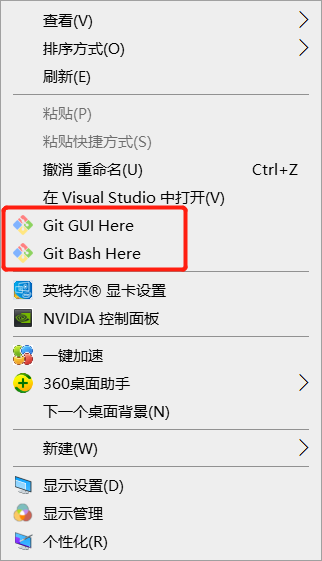 查看(V)
排序方式(O)
刷新(E)
粘贴(P)
粘贴快捷方式(S)
撤消 重命名(U) Ctrl+Z
在 Visual Studio 中打开(V)
Git GUI Here
Git Bash Here
英特尔® 显卡设置
NVIDIA 控制面板
一键加速
360桌面助手
下一个桌面背景(N)
新建(W)
显示设置(D)
显示管理
个性化(R)